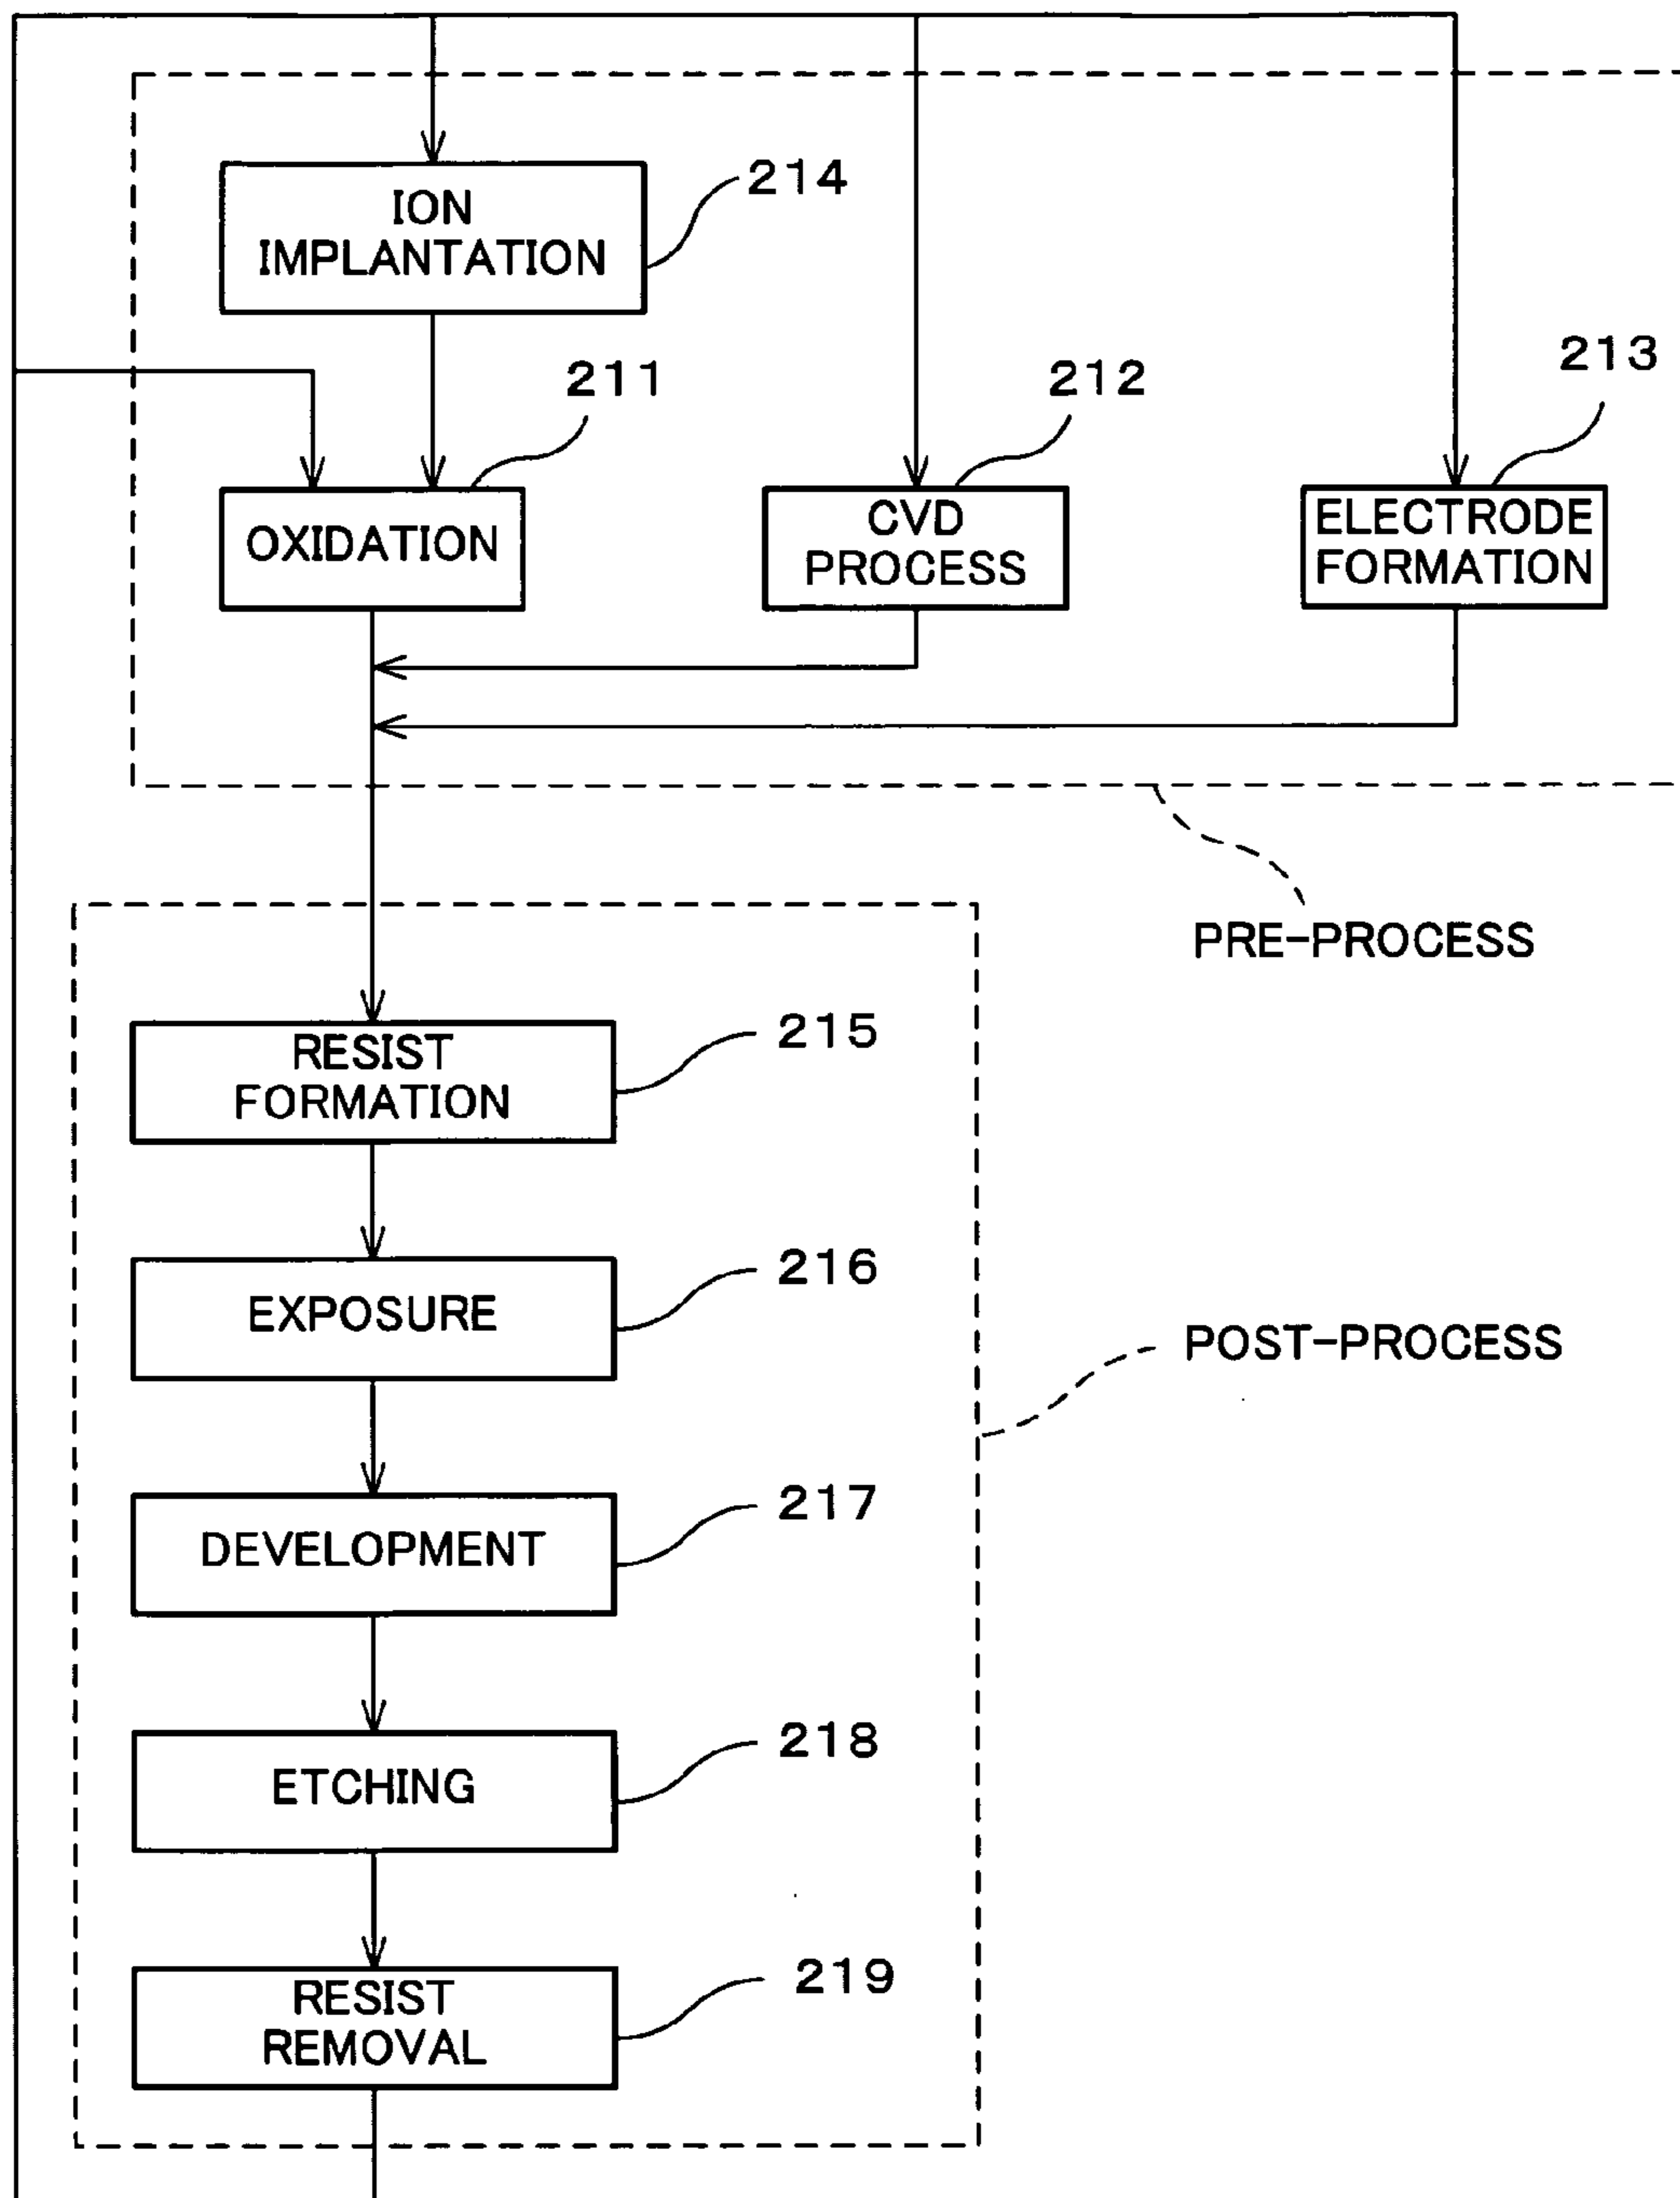 214
ION
IMPLANTATION
211
212
213
OXIDATION
CVD
PROCESS
ELECTRODE
FORMATION
PRE-PROCESS
215
RESIST
FORMATION
216
EXPOSURE
POST-PROCESS
217
DEVELOPMENT
218
ETCHING
219
RESIST
REMOVAL